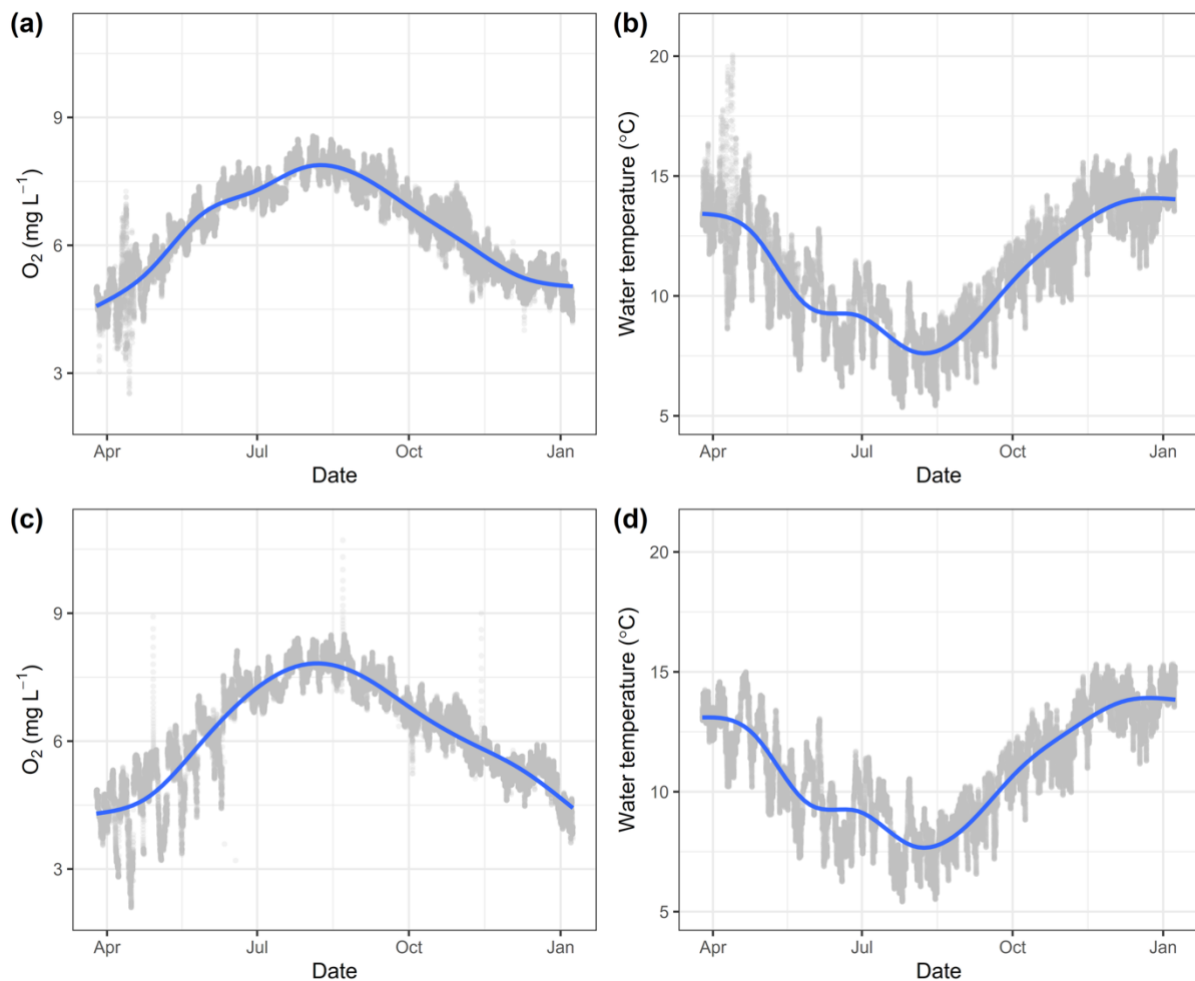 (a)
O₂ (mg L⁻¹)
9
6
3
Apr Jul Oct Jan
Date
(b)
Water temperature (°C)
20
15
10
5
Apr Jul Oct Jan
Date
(c)
O₂ (mg L⁻¹)
9
6
3
Apr Jul Oct Jan
Date
(d)
Water temperature (°C)
20
15
10
5
Apr Jul Oct Jan
Date